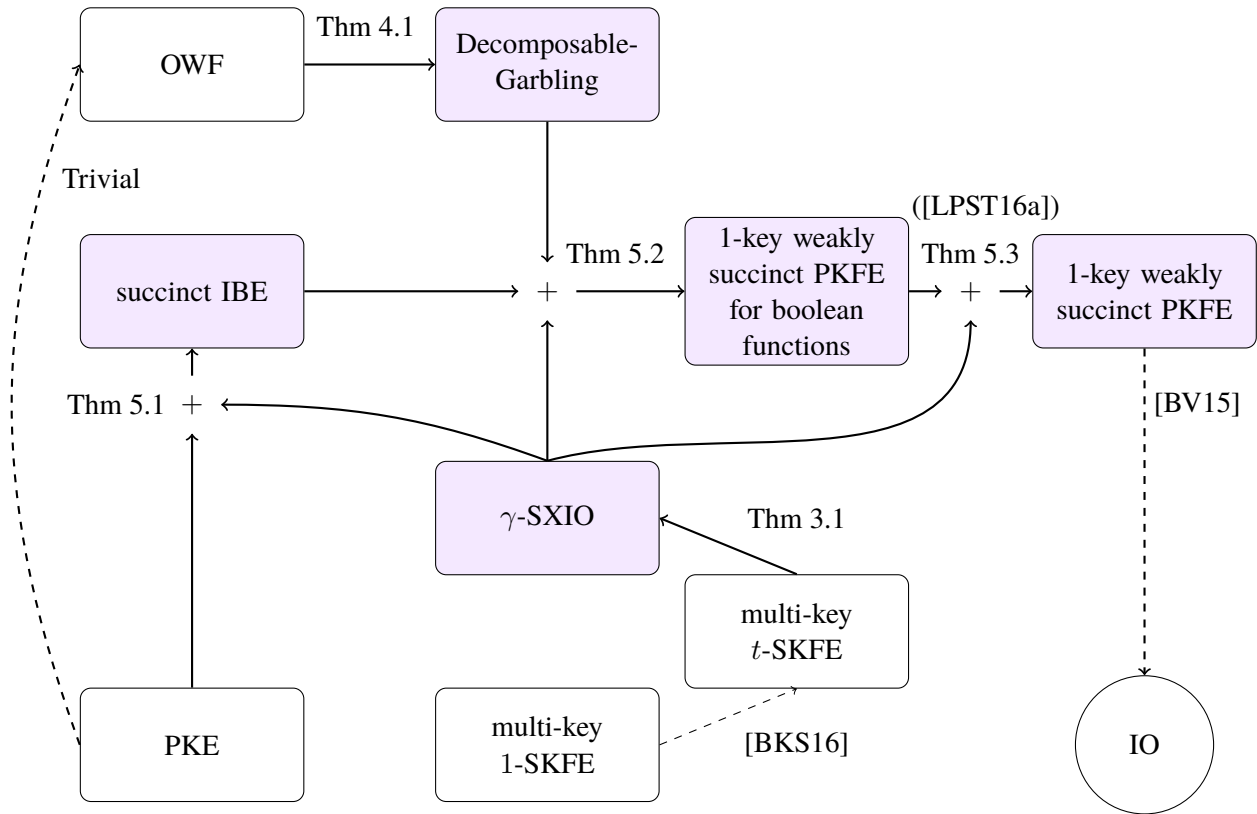 Thm 4.1
OWF
Decomposable-
Garbling
Trivial
([LPST16a])
succinct IBE
+
Thm 5.2
1-key weakly
succinct PKFE
for boolean
functions
Thm 5.3
+
1-key weakly
succinct PKFE
Thm 5.1 +
[BV15]
γ-SXIO
Thm 3.1
multi-key
t-SKFE
PKE
multi-key
1-SKFE
[BKS16]
IO